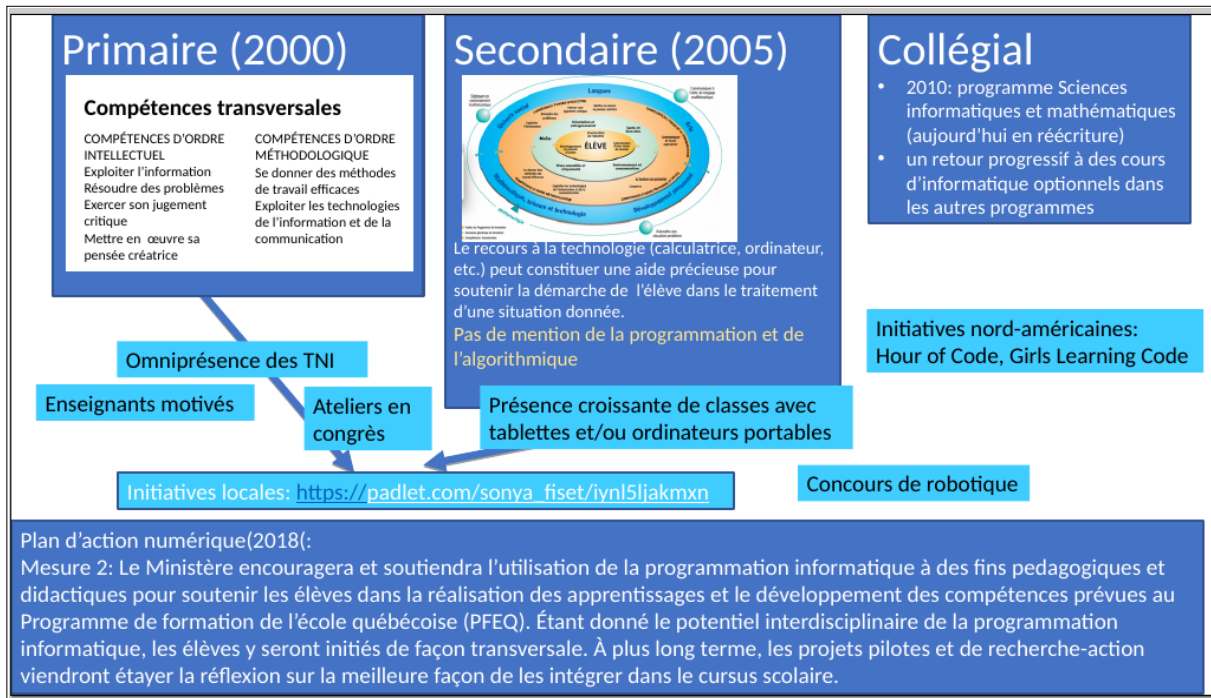 Primaire (2000)
Compétences transversales
COMPÉTENCES D'ORDRE
INTELLECTUEL
Exploiter l'information
Résoudre des problèmes
Exercer son jugement
critique
Mettre en œuvre sa
pensée créatrice
COMPÉTENCES D'ORDRE
MÉTHODOLOGIQUE
Se donner des méthodes
de travail efficaces
Exploiter les technologies
de l'information et de la
communication
Secondaire (2005)
Langues
Univers social
Arts
ÉLÈVE
Médias
Mathématique, science et technologie
Développement personnel
Le recours à la technologie (calculatrice, ordinateur,
etc.) peut constituer une aide précieuse pour
soutenir la démarche de l'élève dans le traitement
d'une situation donnée.
Pas de mention de la programmation et de
l'algorithmique
Collégial
• 2010: programme Sciences
informatiques et mathématiques
(aujourd'hui en réécriture)
• un retour progressif à des cours
d'informatique optionnels dans
les autres programmes
Initiatives nord-américaines:
Hour of Code, Girls Learning Code
Omniprésence des TNI
Enseignants motivés
Ateliers en
congrès
Présence croissante de classes avec
tablettes et/ou ordinateurs portables
Initiatives locales: https://padlet.com/sonya_fiset/iynl5ljakmxn
Concours de robotique
Plan d'action numérique(2018(:
Mesure 2: Le Ministère encouragera et soutiendra l'utilisation de la programmation informatique à des fins pedagogiques et
didactiques pour soutenir les élèves dans la réalisation des apprentissages et le développement des compétences prévues au
Programme de formation de l'école québécoise (PFEQ). Étant donné le potentiel interdisciplinaire de la programmation
informatique, les élèves y seront initiés de façon transversale. À plus long terme, les projets pilotes et de recherche-action
viendront étayer la réflexion sur la meilleure façon de les intégrer dans le cursus scolaire.